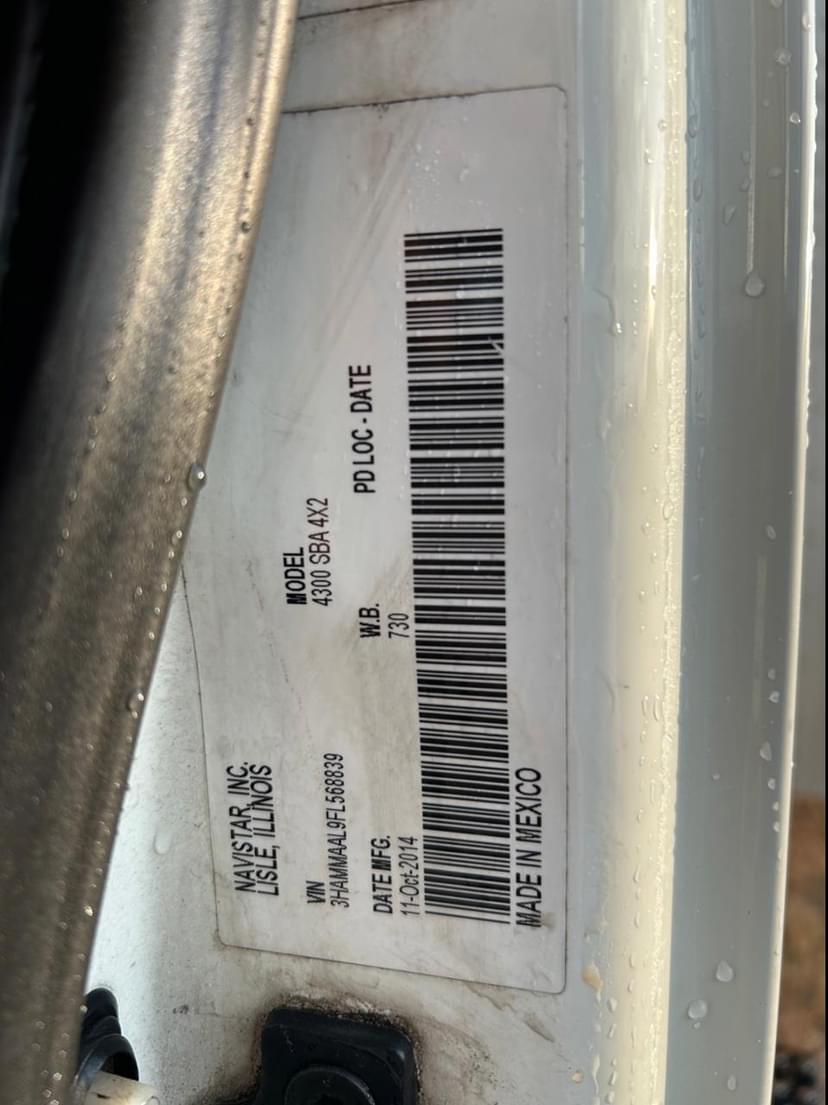 NAVISTAR, INC.
LISLE, ILLINOIS
VIN
3HAMMAAL9FL568839
MODEL
4300 SBA 4X2
DATE MFG.
11-Oct-2014
W.B.
730
PD LOC - DATE
MADE IN MEXICO